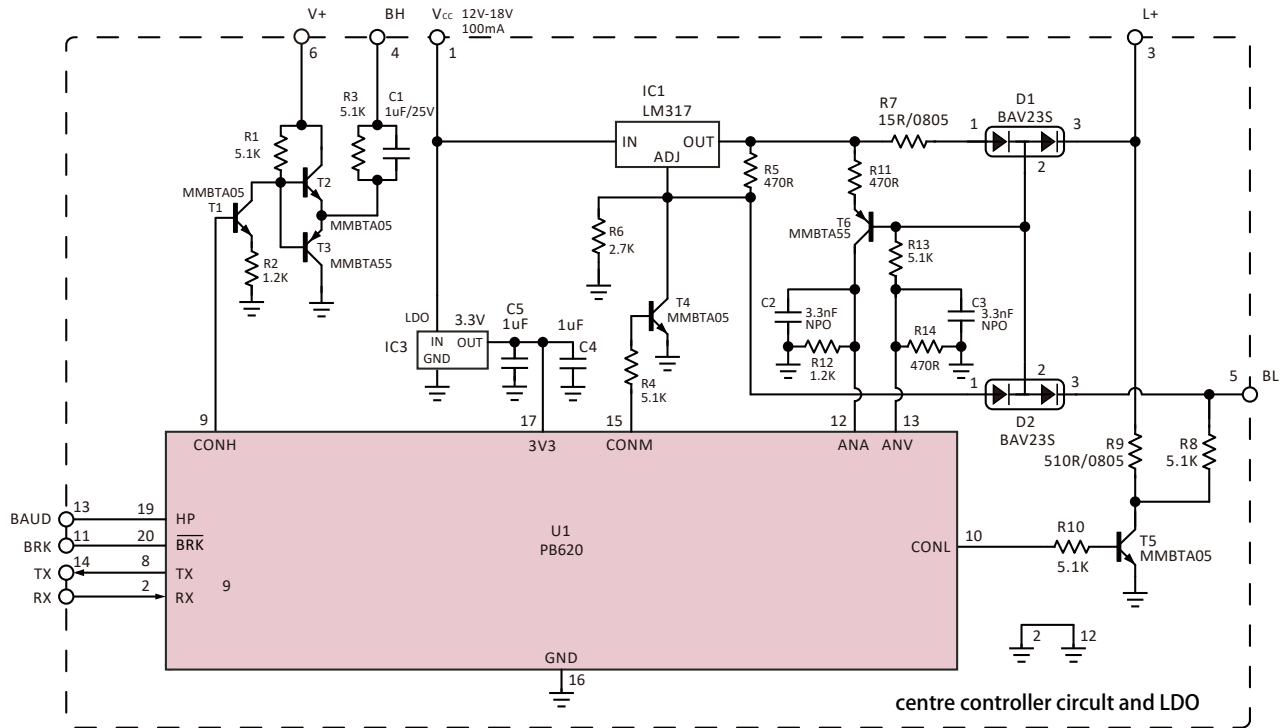 V+
BH
Vcc 12V-18V
100mA
L+
6
4
1
3
R3
5.1K
C1
1uF/25V
IC1
LM317
R7
15R/0805
D1
BAV23S
1
3
2
R1
5.1K
IN
OUT
ADJ
R5
470R
R11
470R
MMBTA05
T1
T2
MMBTA05
T3
MMBTA55
R2
1.2K
R6
2.7K
T6
MMBTA55
R13
5.1K
LDO
3.3V
IC3
IN
OUT
GND
C5
1uF
1uF
C4
T4
MMBTA05
R4
5.1K
C2
3.3nF
NPO
R12
1.2K
C3
3.3nF
NPO
R14
470R
1
2
3
D2
BAV23S
5
BL
9
17
15
12
13
CONH
3V3
CONM
ANA
ANV
R9
510R/0805
R8
5.1K
BAUD
13
19
HP
BRK
11
20
BRK
TX
14
8
TX
RX
2
RX
9
U1
PB620
CONL
10
R10
5.1K
T5
MMBTA05
GND
16
2
12
centre controller circult and LDO